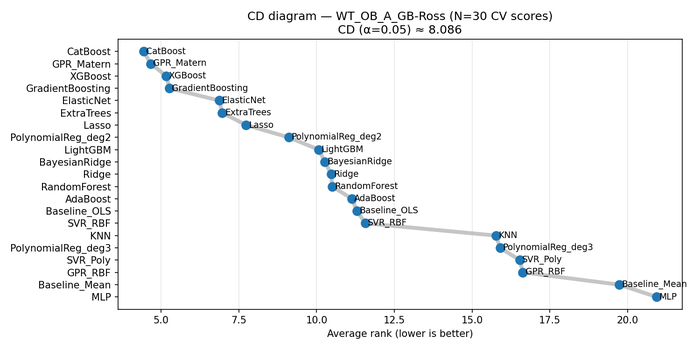 CD diagram — WT_OB_A_GB-Ross (N=30 CV scores)
CD (α=0.05) ≈ 8.086
CatBoost CatBoost
GPR_Matern GPR_Matern
XGBoost XGBoost
GradientBoosting GradientBoosting
ElasticNet ElasticNet
ExtraTrees ExtraTrees
Lasso Lasso
PolynomialReg_deg2 PolynomialReg_deg2
LightGBM LightGBM
BayesianRidge BayesianRidge
Ridge Ridge
RandomForest RandomForest
AdaBoost AdaBoost
Baseline_OLS Baseline_OLS
SVR_RBF SVR_RBF
KNN KNN
PolynomialReg_deg3 PolynomialReg_deg3
SVR_Poly SVR_Poly
GPR_RBF GPR_RBF
Baseline_Mean Baseline_Mean
MLP MLP
5.0 7.5 10.0 12.5 15.0 17.5 20.0
Average rank (lower is better)